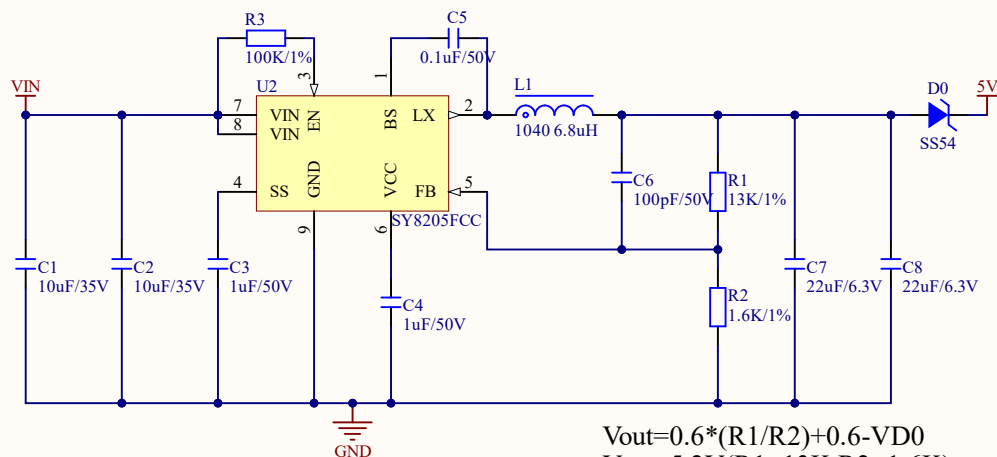 R3
100K/1%
C5
0.1uF/50V
VIN
U2
3
1
L1
D0
5V
7
VIN
EN
BS
LX
2
8
VIN
1040 6.8uH
SS54
4
SS
GND
VCC
FB
5
SY8205FCC
9
6
C6
100pF/50V
R1
13K/1%
C1
10uF/35V
C2
10uF/35V
C3
1uF/50V
C4
1uF/50V
R2
1.6K/1%
C7
22uF/6.3V
C8
22uF/6.3V
GND
Vout=0.6*(R1/R2)+0.6-VD0